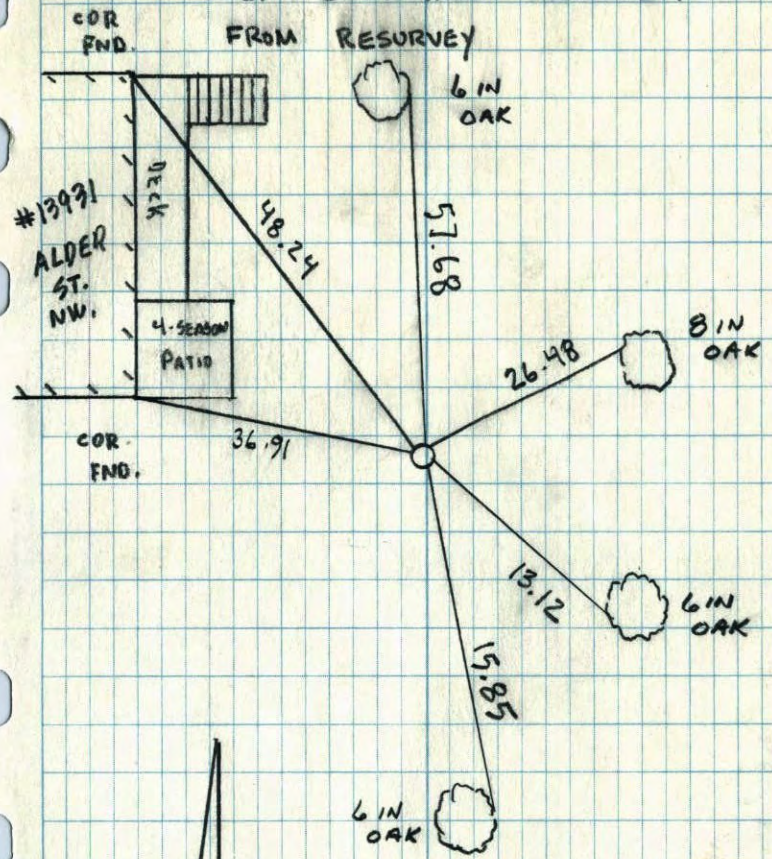 COR
FND.
FROM RESURVEY
6 IN
OAK
DECK
#13931
ALDER
ST.
NW.
48.24
57.68
4-SEASON
PATIO
26.48
8 IN
OAK
COR
FND.
36.91
13.12
6 IN
OAK
15.85
6 IN
OAK